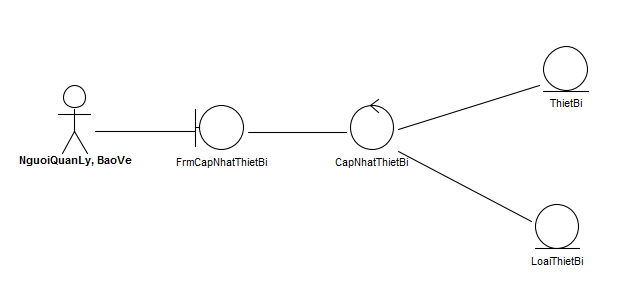 ThietBi
NguoiQuanLy, BaoVe
FrmCapNhatThietBi
CapNhatThietBi
LoaiThietBi